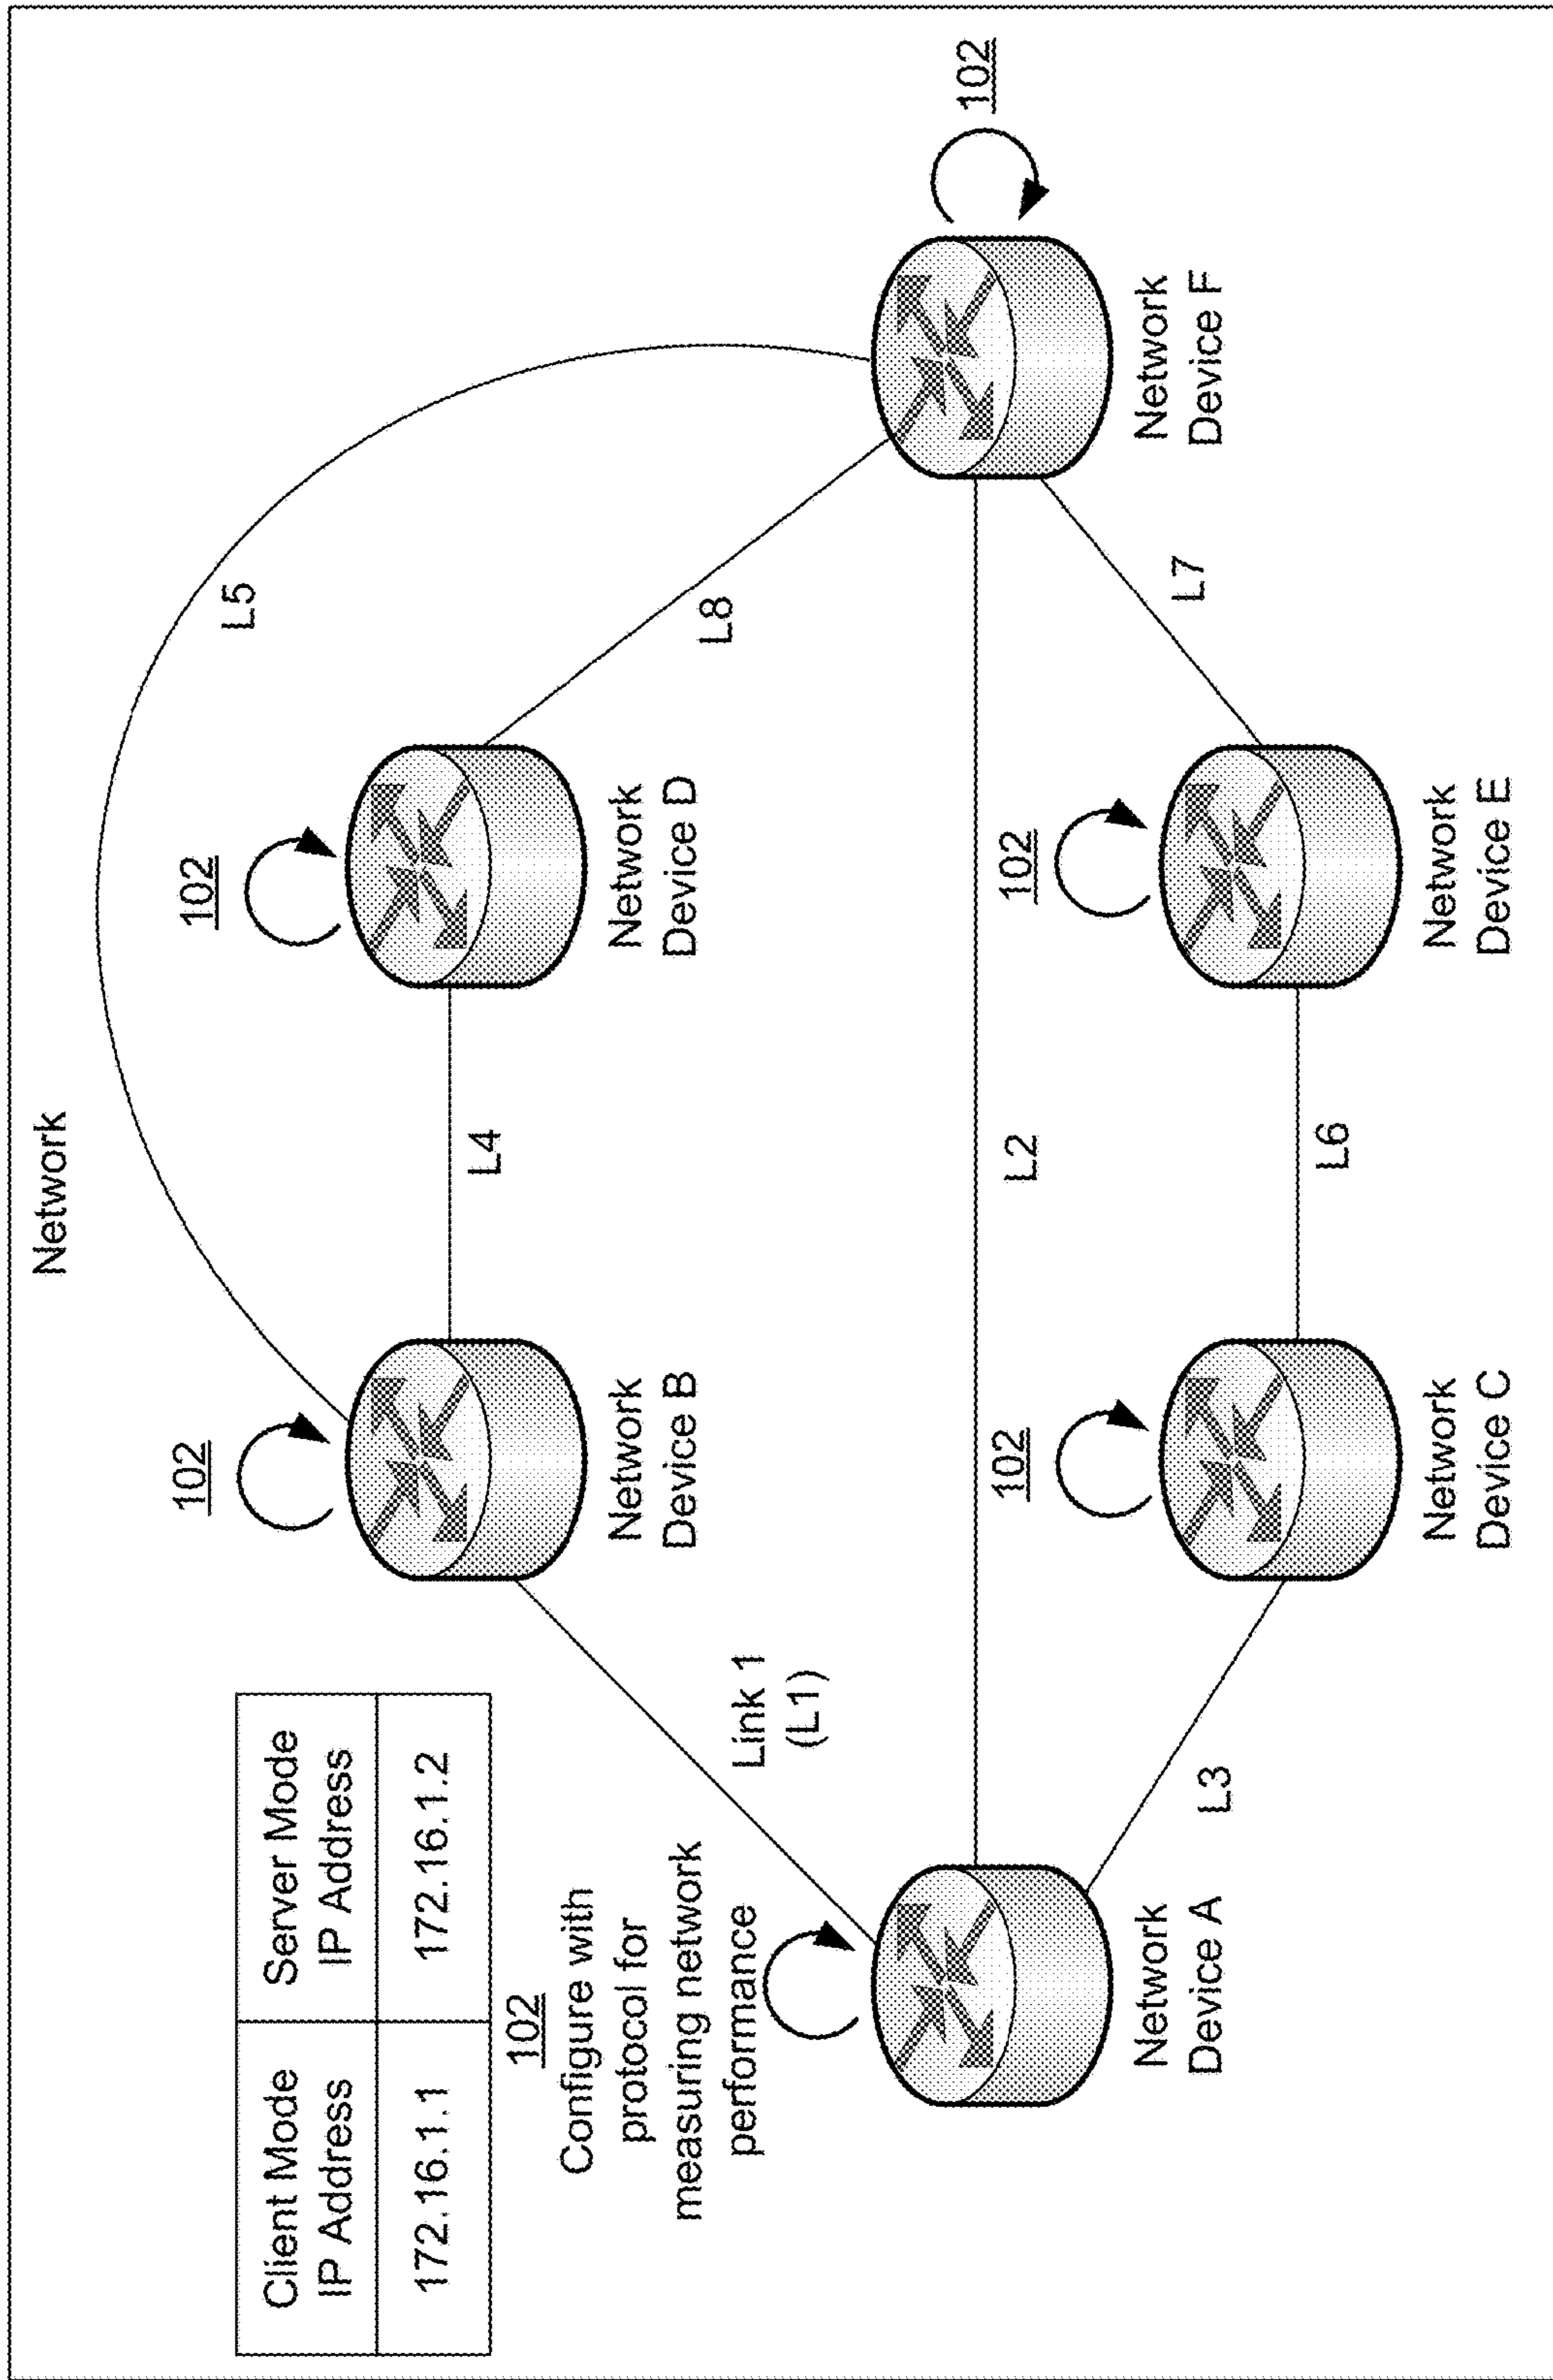 Network
Client Mode
IP Address
Server Mode
IP Address
172.16.1.1
172.16.1.2
102
Configure with
protocol for
measuring network
performance
Network
Device A
Link 1
(L1)
102
Network
Device B
L4
102
Network
Device D
L5
L8
L2
102
Network
Device F
L3
102
Network
Device C
L6
102
Network
Device E
L7